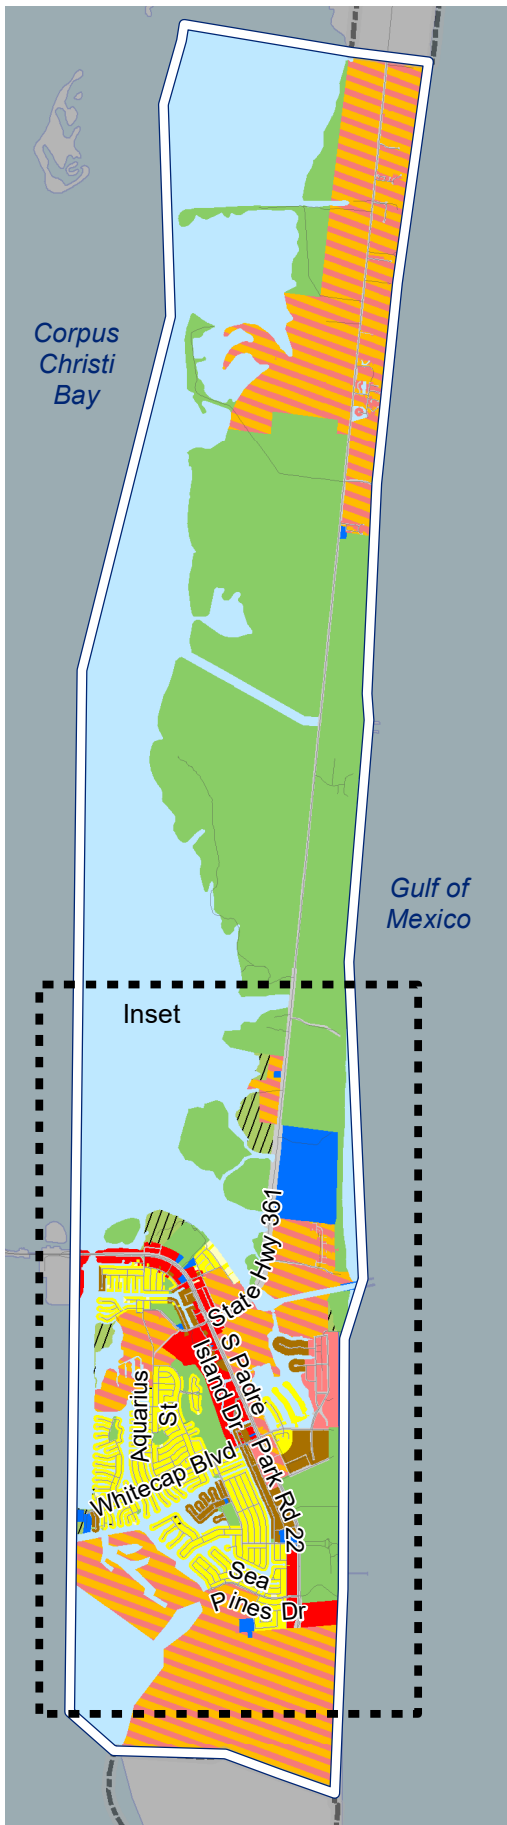 Corpus
Christi
Bay
Gulf of
Mexico
Inset
State Hwy 361
S Padre
Island Dr
Aquarius
St
Park Rd 22
Whitecap Blvd
Sea
Pines Dr